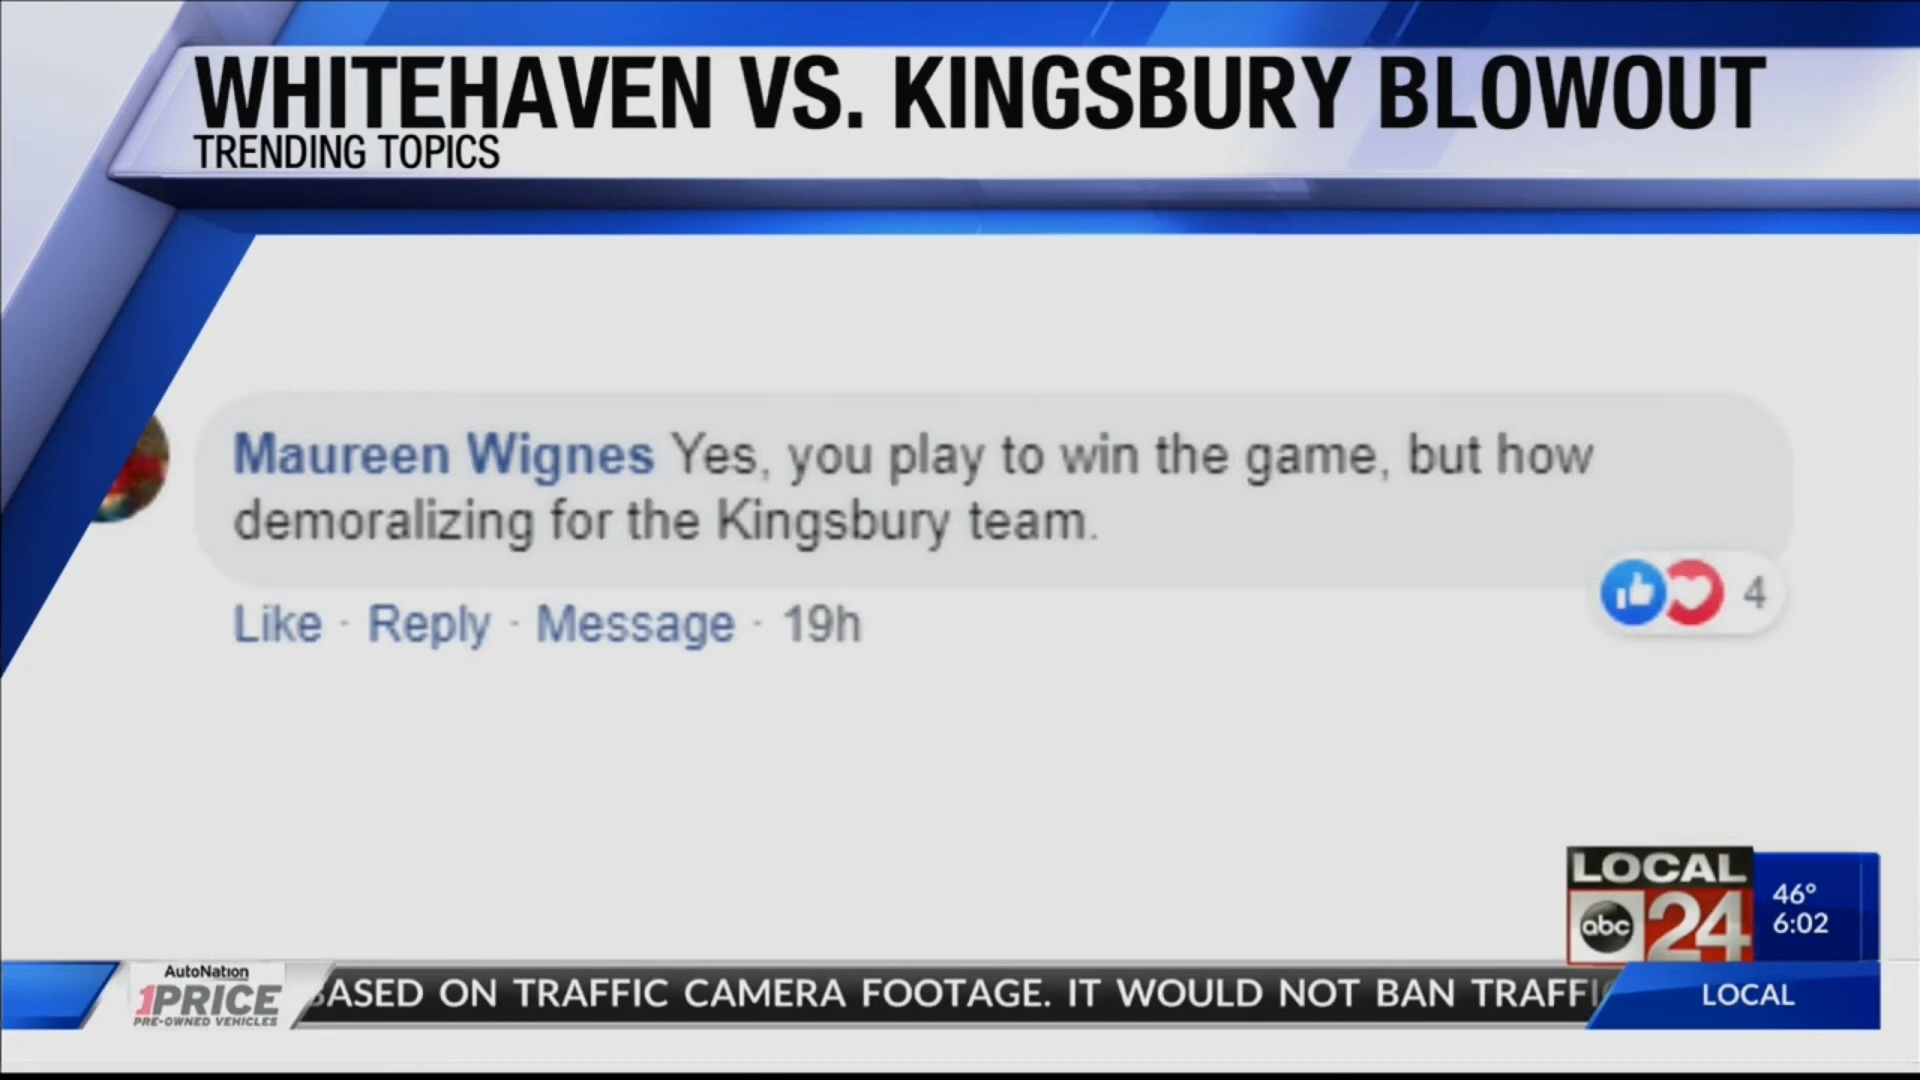 WHITEHAVEN VS. KINGSBURY BLOWOUT
TRENDING TOPICS
Maureen Wignes Yes, you play to win the game, but how
demoralizing for the Kingsbury team.
4
Like · Reply · Message · 19h
LOCAL
abc 24
46°
6:02
AutoNation
1PRICE
PRE-OWNED VEHICLES
BASED ON TRAFFIC CAMERA FOOTAGE. IT WOULD NOT BAN TRAFFI
LOCAL